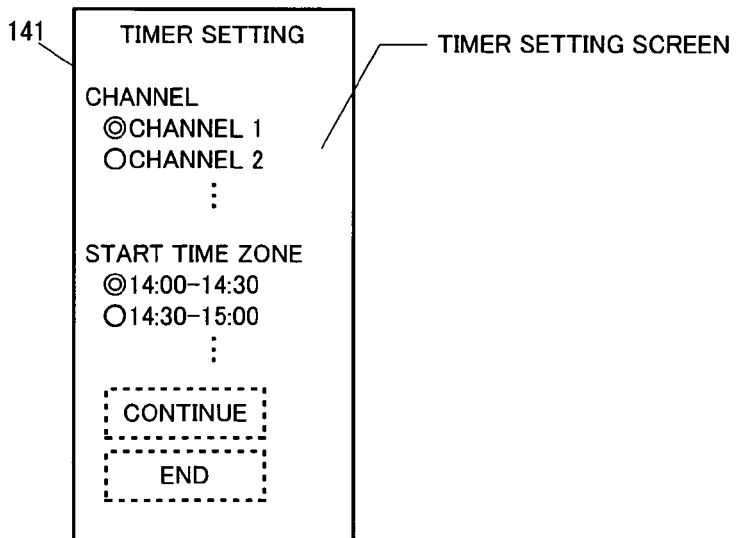 141
TIMER SETTING
TIMER SETTING SCREEN
CHANNEL
◎CHANNEL 1
○CHANNEL 2
⋮
START TIME ZONE
◎14:00-14:30
○14:30-15:00
⋮
CONTINUE
END